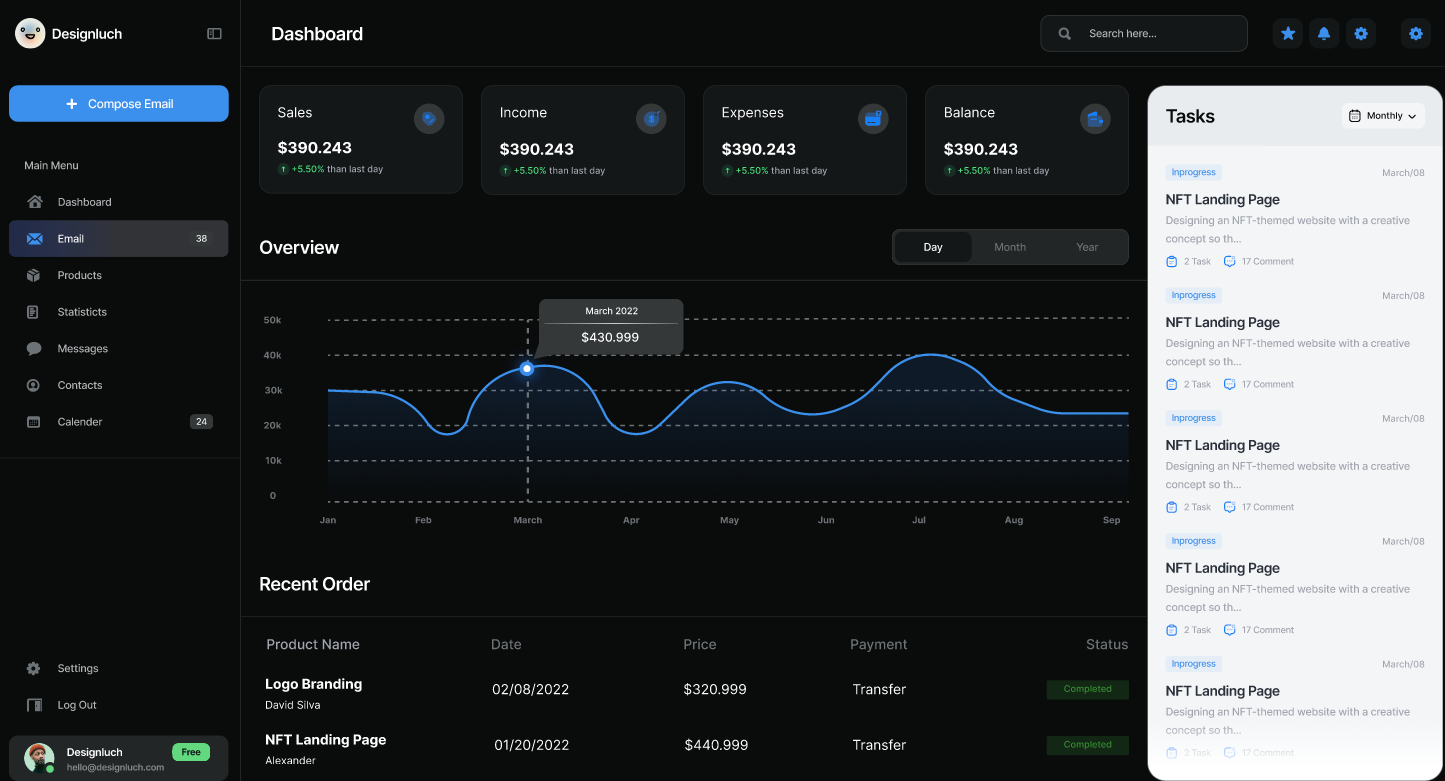 Designluch
Compose Email
Main Menu
Dashboard
Email 38
Products
Statisticts
Messages
Contacts
Calender 24
Settings
Log Out
Designluch Free
hello@designluch.com
Dashboard
Search here...
Sales
$390.243
+5.50% than last day
Income
$390.243
+5.50% than last day
Expenses
$390.243
+5.50% than last day
Balance
$390.243
+5.50% than last day
Overview
Day Month Year
March 2022
$430.999
50k
40k
30k
20k
10k
0
Jan Feb March Apr May Jun Jul Aug Sep
Recent Order
Product Name Date Price Payment Status
Logo Branding 02/08/2022 $320.999 Transfer Completed
David Silva
NFT Landing Page 01/20/2022 $440.999 Transfer Completed
Alexander
Tasks Monthly
Inprogress March/08
NFT Landing Page
Designing an NFT-themed website with a creative
concept so th...
2 Task 17 Comment
Inprogress March/08
NFT Landing Page
Designing an NFT-themed website with a creative
concept so th...
2 Task 17 Comment
Inprogress March/08
NFT Landing Page
Designing an NFT-themed website with a creative
concept so th...
2 Task 17 Comment
Inprogress March/08
NFT Landing Page
Designing an NFT-themed website with a creative
concept so th...
2 Task 17 Comment
Inprogress March/08
NFT Landing Page
Designing an NFT-themed website with a creative
concept so th...
2 Task 17 Comment